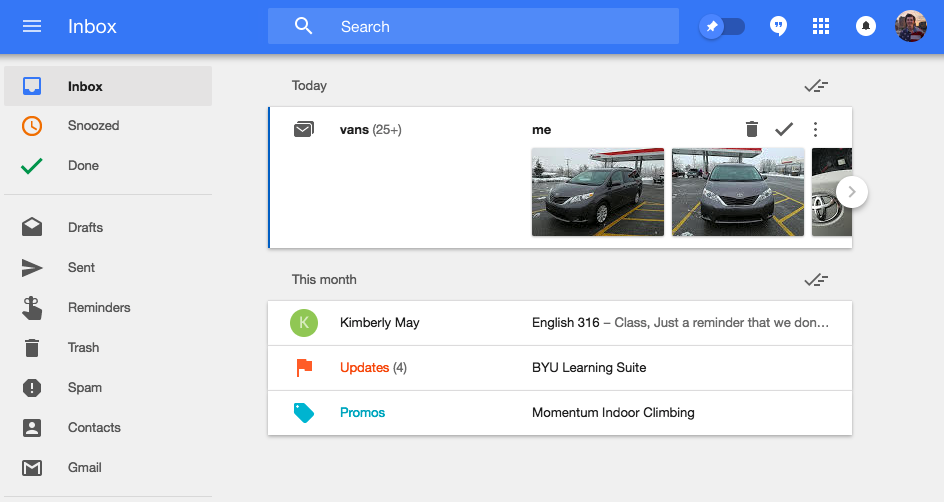 Inbox
Search
Inbox
Snoozed
Done
Drafts
Sent
Reminders
Trash
Spam
Contacts
Gmail
Today
vans (25+)
me
This month
K
Kimberly May
English 316 – Class, Just a reminder that we don…
Updates (4)
BYU Learning Suite
Promos
Momentum Indoor Climbing